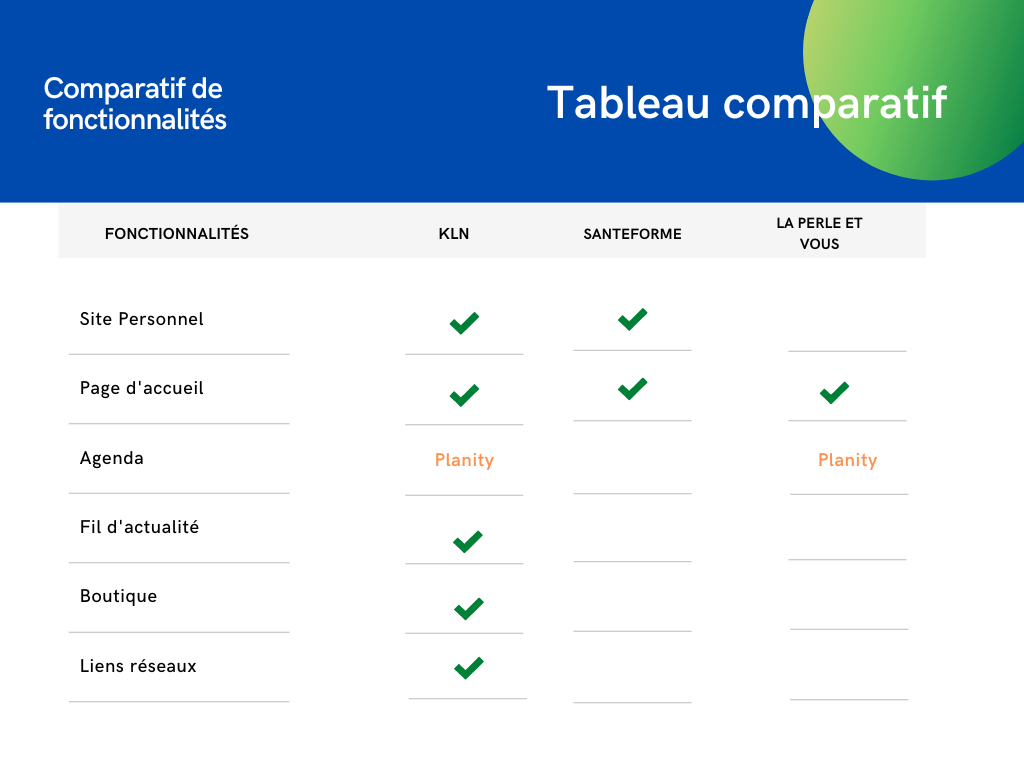 Comparatif de
fonctionnalités
Tableau comparatif
FONCTIONNALITÉS
KLN
SANTEFORME
LA PERLE ET
VOUS
Site Personnel
Page d'accueil
Agenda
Planity
Planity
Fil d'actualité
Boutique
Liens réseaux